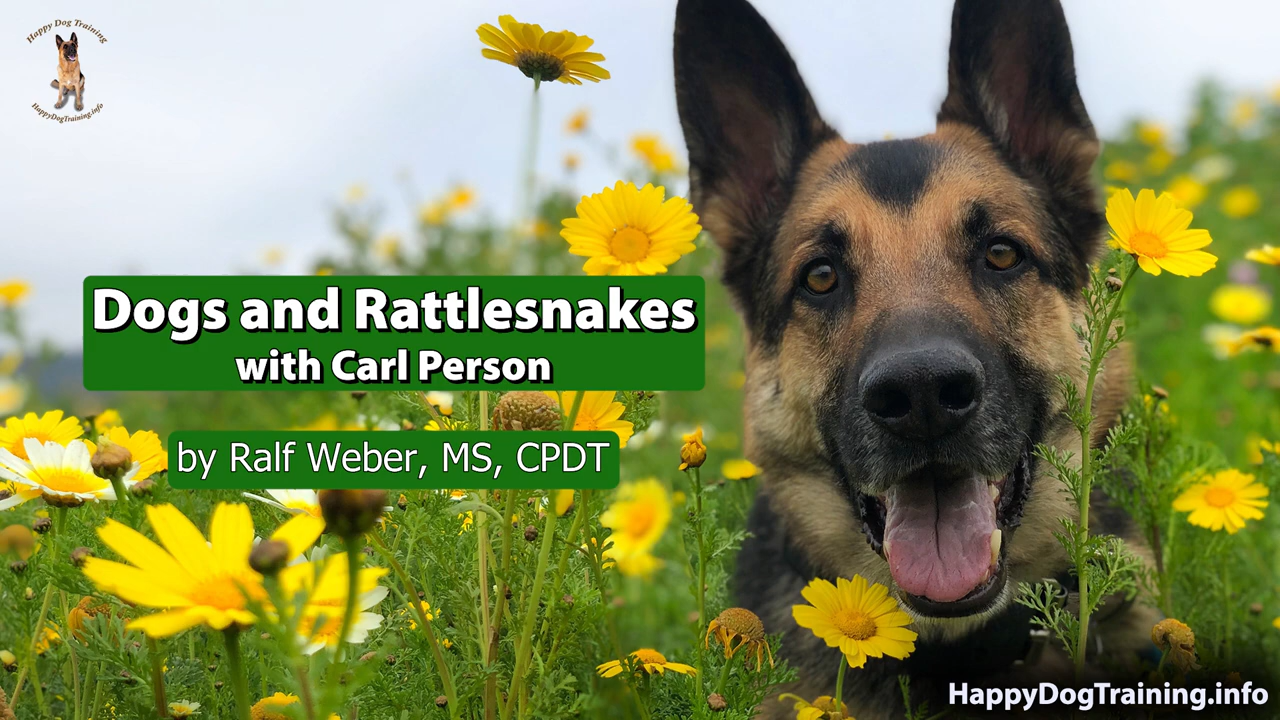 Happy Dog Training
HappyDogTraining.info
Dogs and Rattlesnakes
with Carl Person
by Ralf Weber, MS, CPDT
HappyDogTraining.info